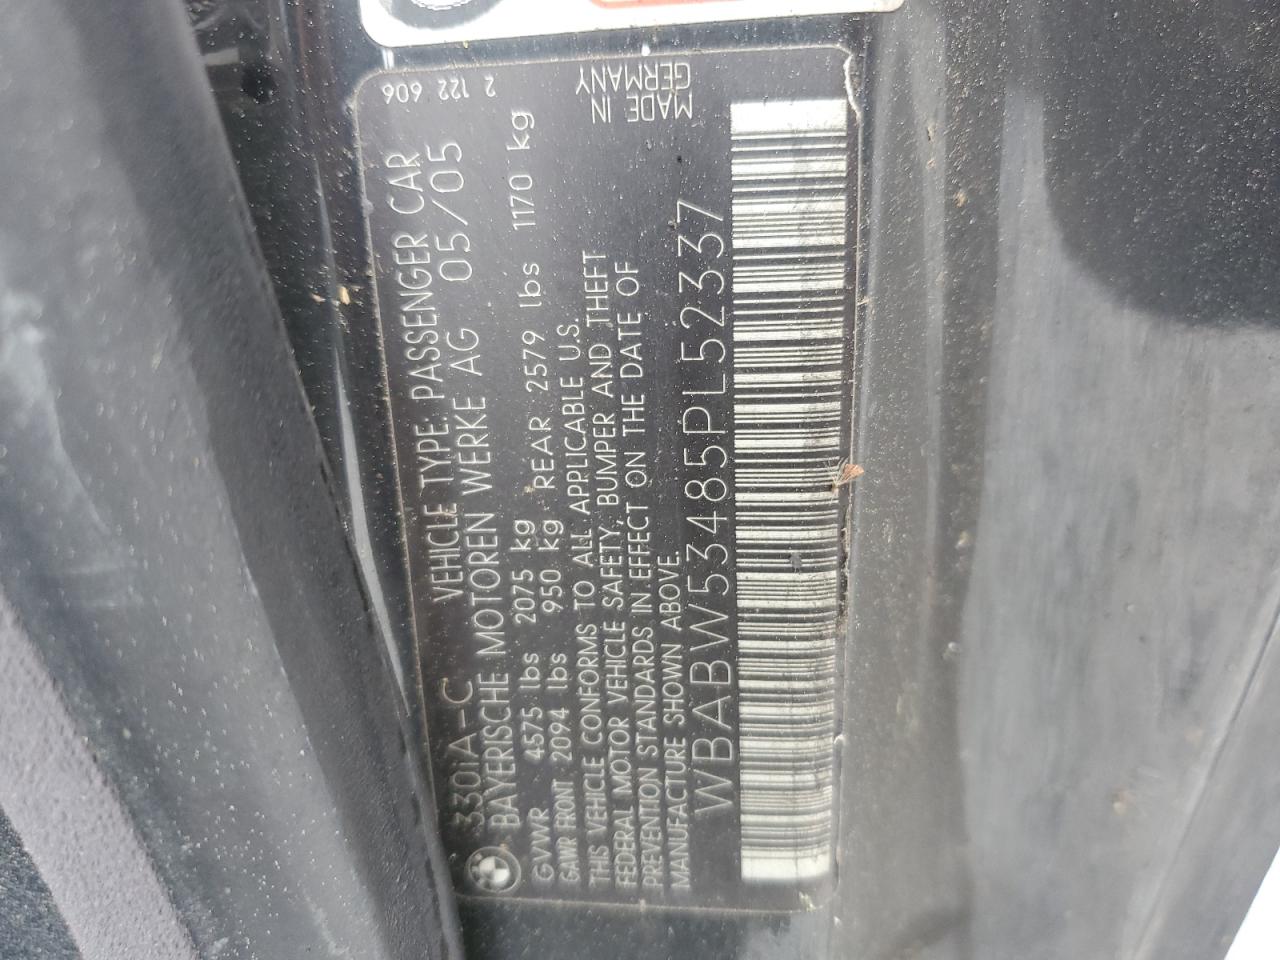 330iA-C VEHICLE TYPE: PASSENGER CAR 2 122 606
BAYERISCHE MOTOREN WERKE AG 05/05
GVWR 4575 lbs 2075 kg
GAWR FRONT 2094 lbs 950 kg REAR 2579 lbs 1170 kg
THIS VEHICLE CONFORMS TO ALL APPLICABLE U.S.
FEDERAL MOTOR VEHICLE SAFETY, BUMPER AND THEFT
PREVENTION STANDARDS IN EFFECT ON THE DATE OF
MANUFACTURE SHOWN ABOVE.
MADE IN
GERMANY
WBABW53485PL52337